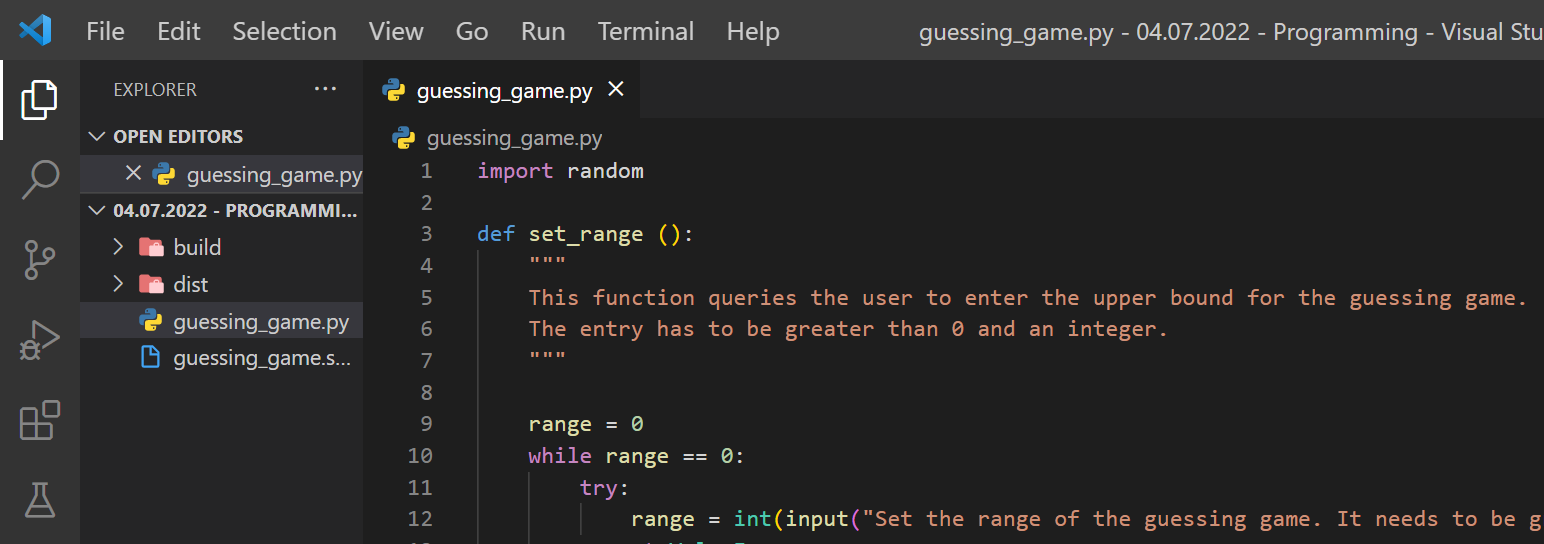 File Edit Selection View Go Run Terminal Help guessing_game.py - 04.07.2022 - Programming - Visual Stu
EXPLORER ...
guessing_game.py
OPEN EDITORS
guessing_game.py
04.07.2022 - PROGRAMMI...
build
dist
guessing_game.py
guessing_game.s...
guessing_game.py
1 import random
2
3 def set_range ():
4 """
5 This function queries the user to enter the upper bound for the guessing game.
6 The entry has to be greater than 0 and an integer.
7 """
8
9 range = 0
10 while range == 0:
11 try:
12 range = int(input("Set the range of the guessing game. It needs to be g